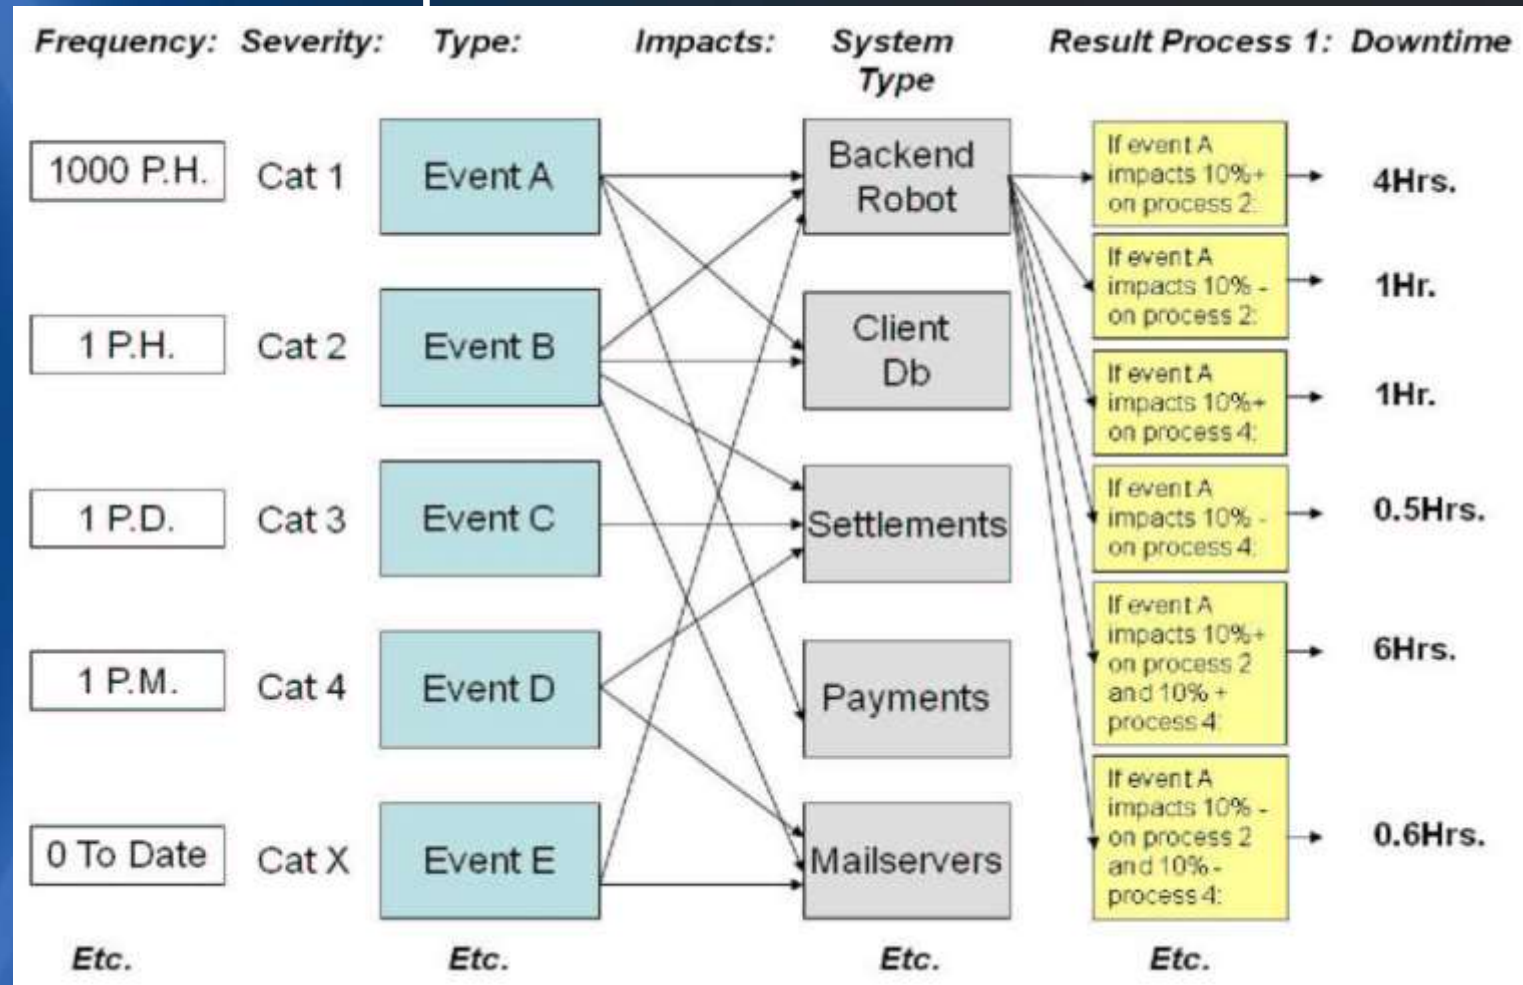 Frequency: Severity: Type: Impacts: System Type Result Process 1: Downtime
1000 P.H.
Cat 1
Event A
Backend
Robot
If event A
impacts 10%+
on process 2:
4Hrs.
If event A
impacts 10% -
on process 2:
1Hr.
1 P.H.
Cat 2
Event B
Client
Db
If event A
impacts 10%+
on process 4:
1Hr.
1 P.D.
Cat 3
Event C
Settlements
If event A
impacts 10% -
on process 4:
0.5Hrs.
1 P.M.
Cat 4
Event D
Payments
If event A
impacts 10%+
on process 2
and 10% +
process 4:
6Hrs.
0 To Date
Cat X
Event E
Mailservers
If event A
impacts 10% -
on process 2
and 10% -
process 4:
0.6Hrs.
Etc.
Etc.
Etc.
Etc.